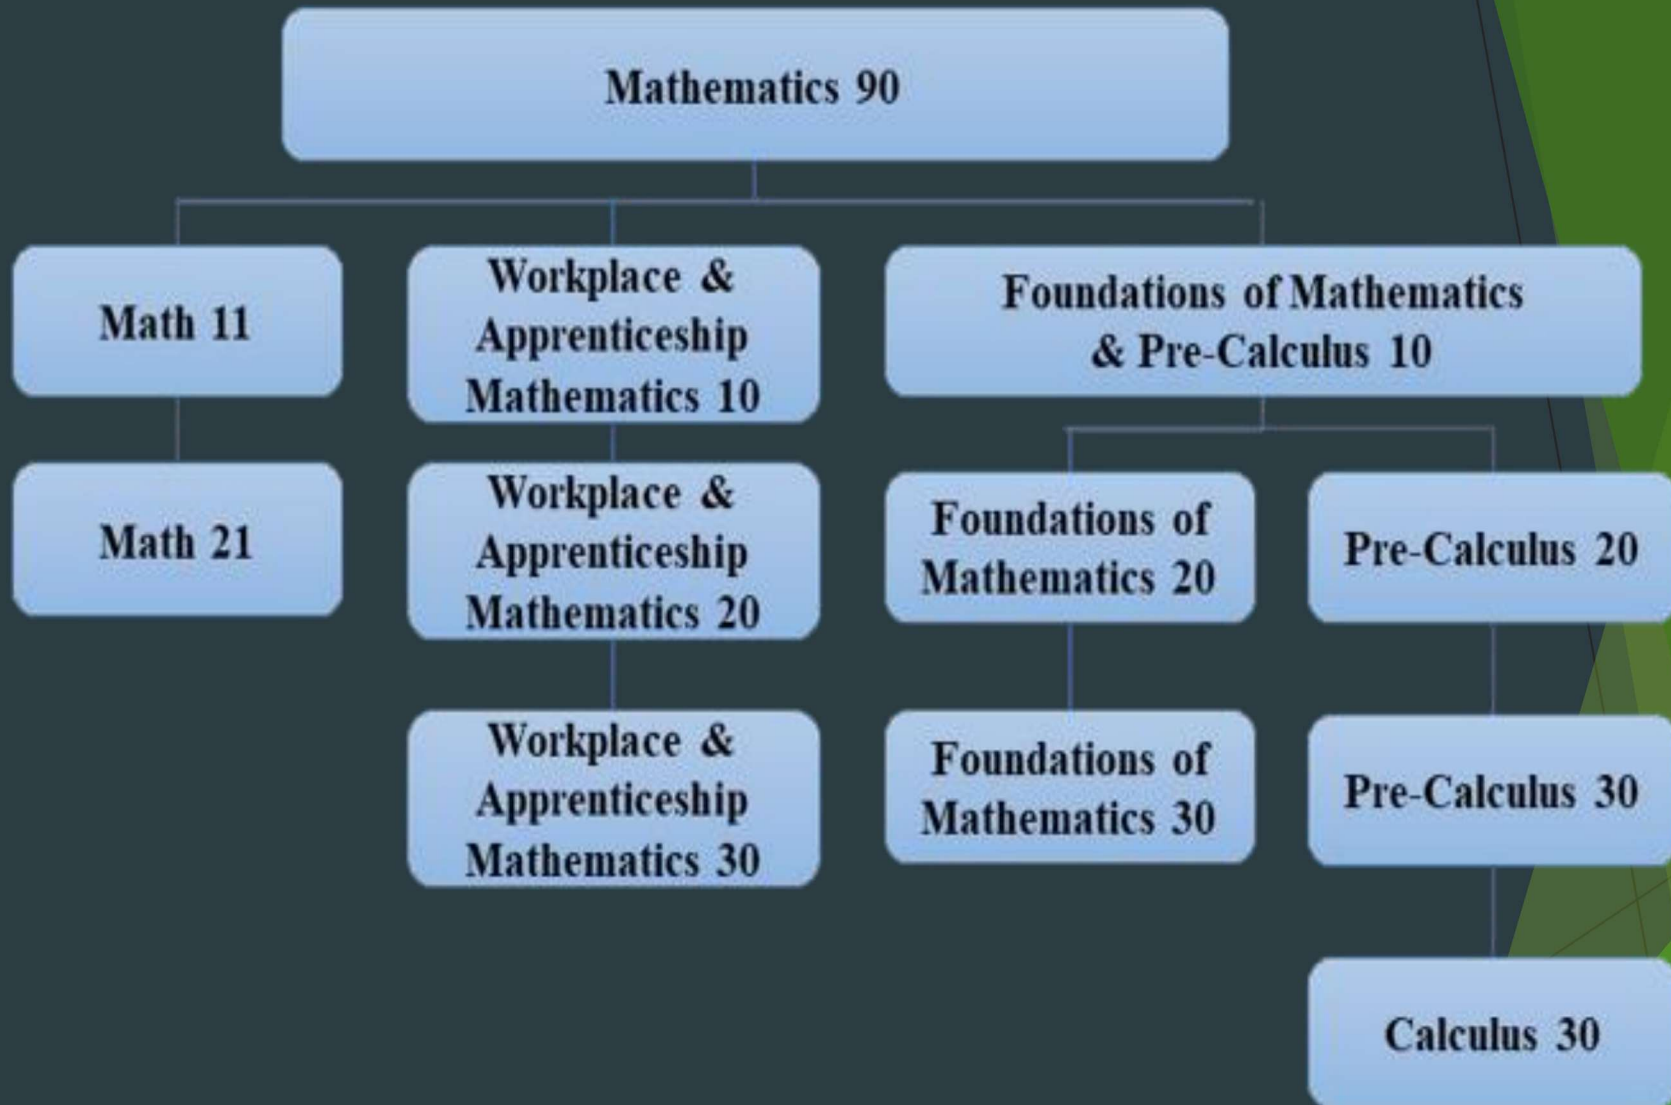 Mathematics 90
Math 11
Workplace &
Apprenticeship
Mathematics 10
Foundations of Mathematics
& Pre-Calculus 10
Math 21
Workplace &
Apprenticeship
Mathematics 20
Foundations of
Mathematics 20
Pre-Calculus 20
Workplace &
Apprenticeship
Mathematics 30
Foundations of
Mathematics 30
Pre-Calculus 30
Calculus 30